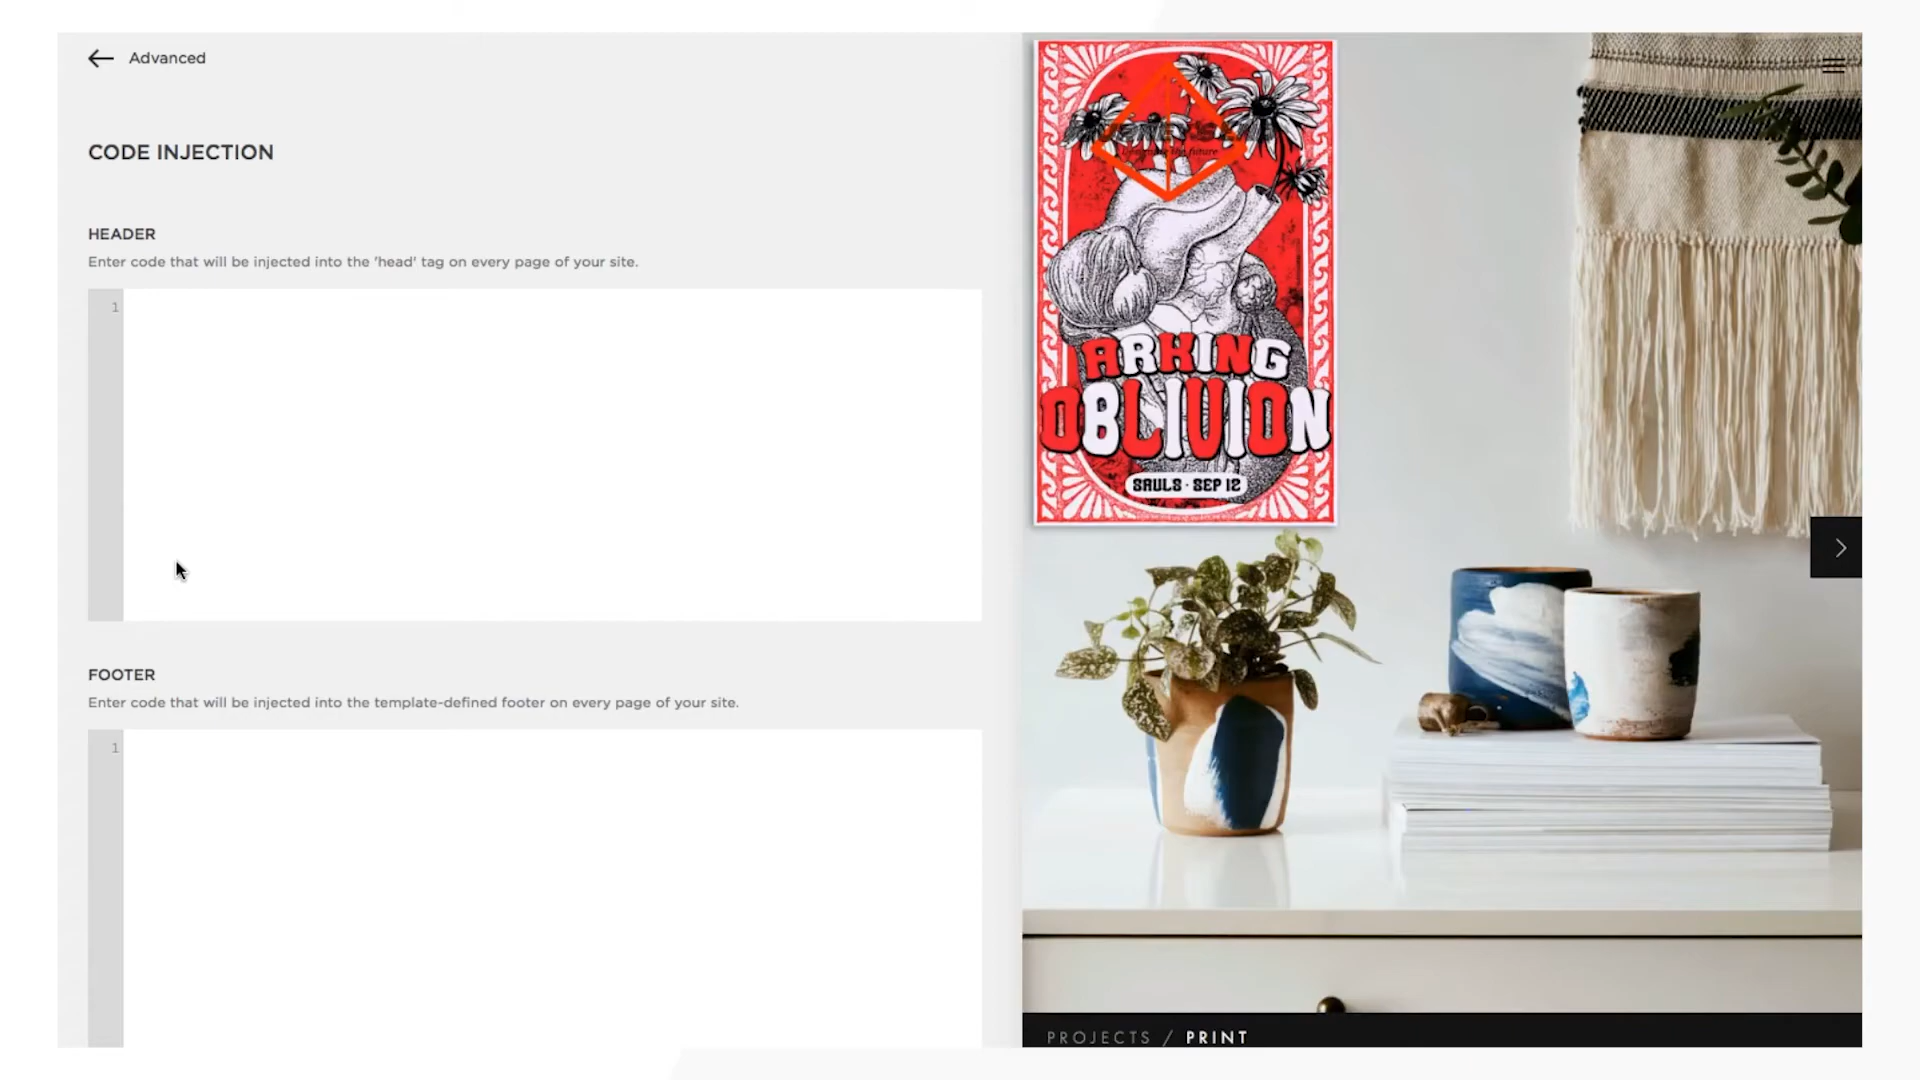 Advanced
CODE INJECTION
HEADER
Enter code that will be injected into the 'head' tag on every page of your site.
1
FOOTER
Enter code that will be injected into the template-defined footer on every page of your site.
1
the future
ARKING
OBLIVION
SAULS · SEP 12
PROJECTS / PRINT